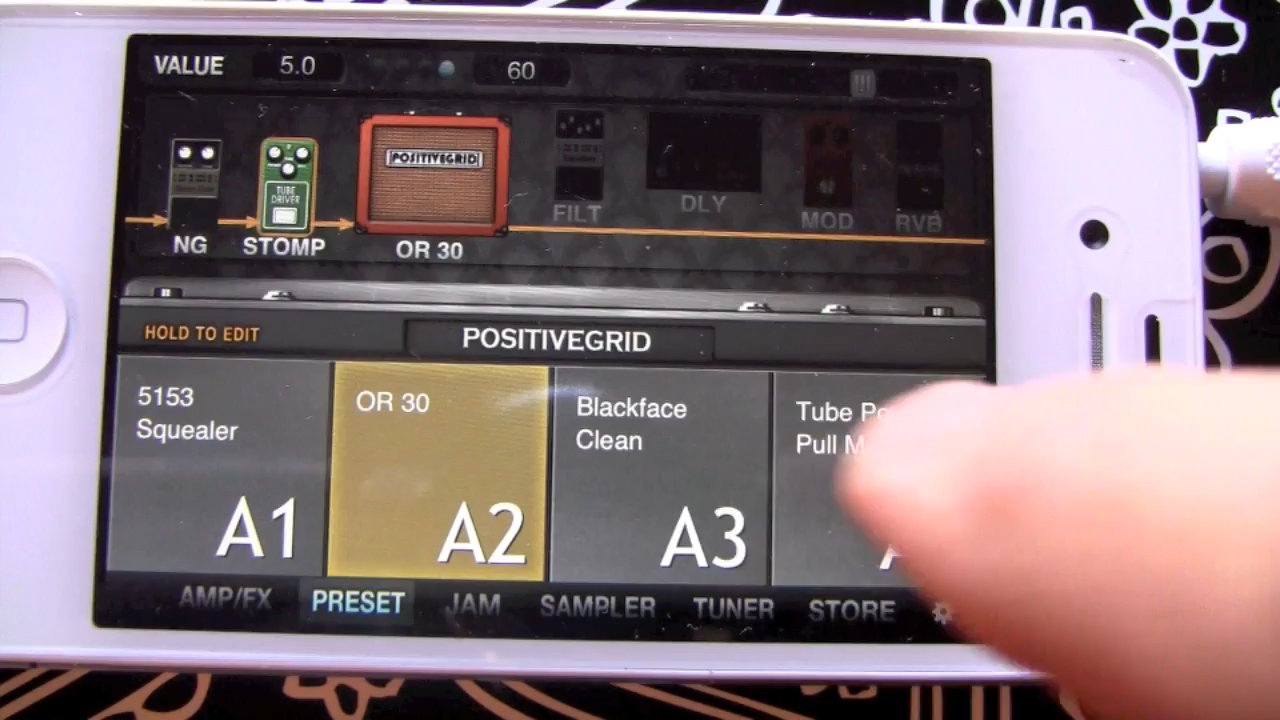 VALUE 5.0 60
POSITIVEGRID
TUBE
DRIVER
NG STOMP OR 30 FILT DLY MOD RVB
HOLD TO EDIT POSITIVEGRID
5153
Squealer
A1
OR 30
A2
Blackface
Clean
A3
Tube
Pull
AMP/FX PRESET JAM SAMPLER TUNER STORE